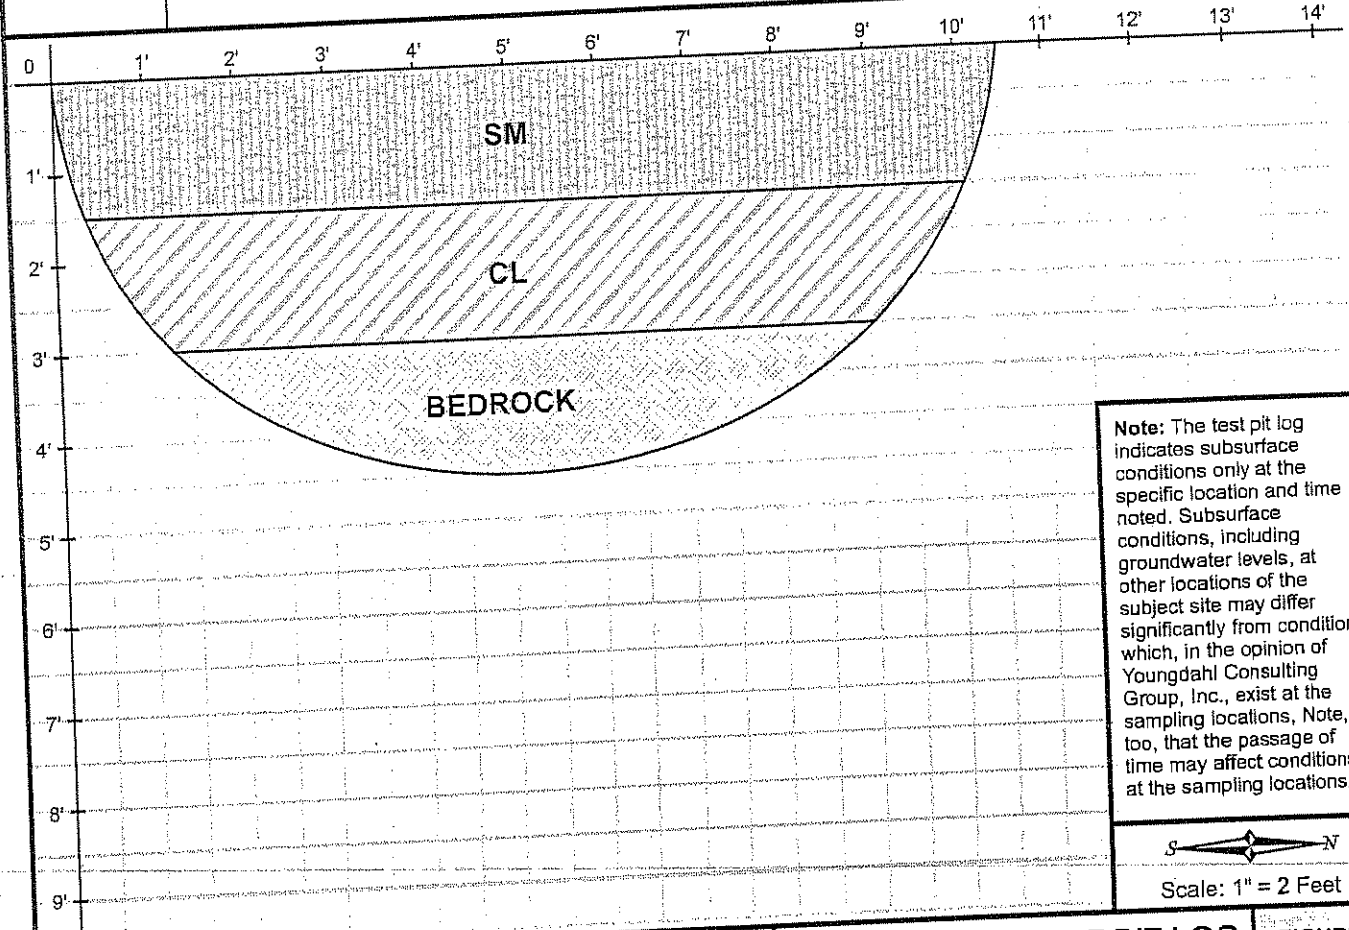 0 1' 2' 3' 4' 5' 6' 7' 8' 9' 10' 11' 12' 13' 14'
SM
1'
CL
2'
3'
BEDROCK
4'
5'
6'
7'
8'
9'
Note: The test pit log
indicates subsurface
conditions only at the
specific location and time
noted. Subsurface
conditions, including
groundwater levels, at
other locations of the
subject site may differ
significantly from condition
which, in the opinion of
Youngdahl Consulting
Group, Inc., exist at the
sampling locations, Note,
too, that the passage of
time may affect conditions
at the sampling locations
S N
Scale: 1" = 2 Feet